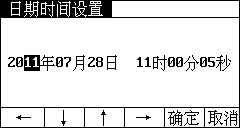 日期时间设置
2011年07月28日 11时00分05秒
← ↓ ↑ → 确定 取消